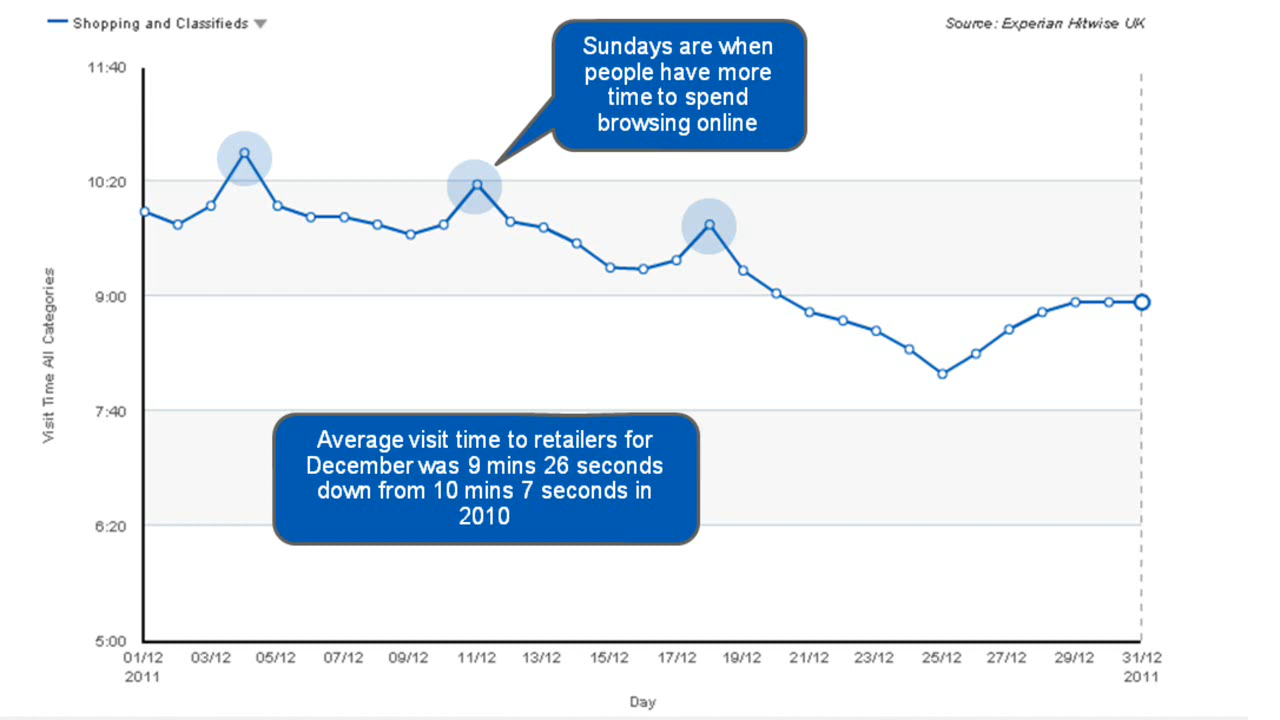 Shopping and Classifieds
Source: Experian Hitwise UK
Sundays are when
people have more
time to spend
browsing online
11:40
10:20
9:00
7:40
6:20
5:00
Visit Time All Categories
Average visit time to retailers for
December was 9 mins 26 seconds
down from 10 mins 7 seconds in
2010
01/12 03/12 05/12 07/12 09/12 11/12 13/12 15/12 17/12 19/12 21/12 23/12 25/12 27/12 29/12 31/12
2011 2011
Day